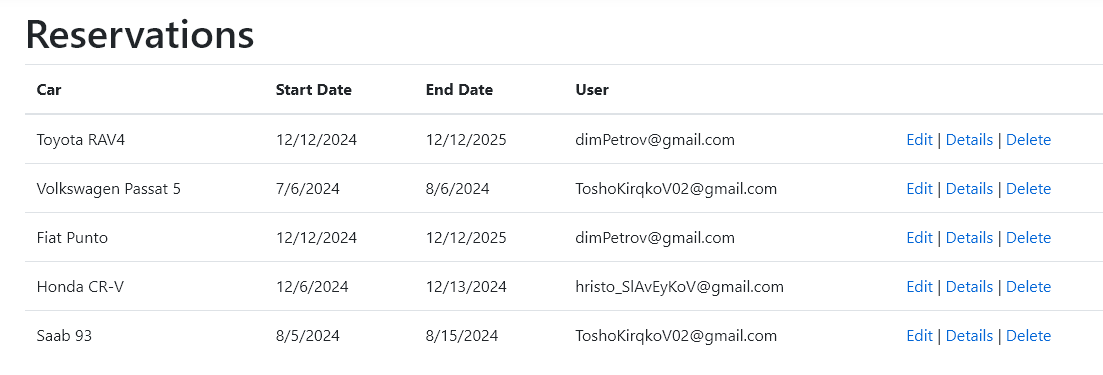 Reservations
Car Start Date End Date User
Toyota RAV4 12/12/2024 12/12/2025 dimPetrov@gmail.com Edit | Details | Delete
Volkswagen Passat 5 7/6/2024 8/6/2024 ToshoKirqkoV02@gmail.com Edit | Details | Delete
Fiat Punto 12/12/2024 12/12/2025 dimPetrov@gmail.com Edit | Details | Delete
Honda CR-V 12/6/2024 12/13/2024 hristo_SlAvEyKoV@gmail.com Edit | Details | Delete
Saab 93 8/5/2024 8/15/2024 ToshoKirqkoV02@gmail.com Edit | Details | Delete